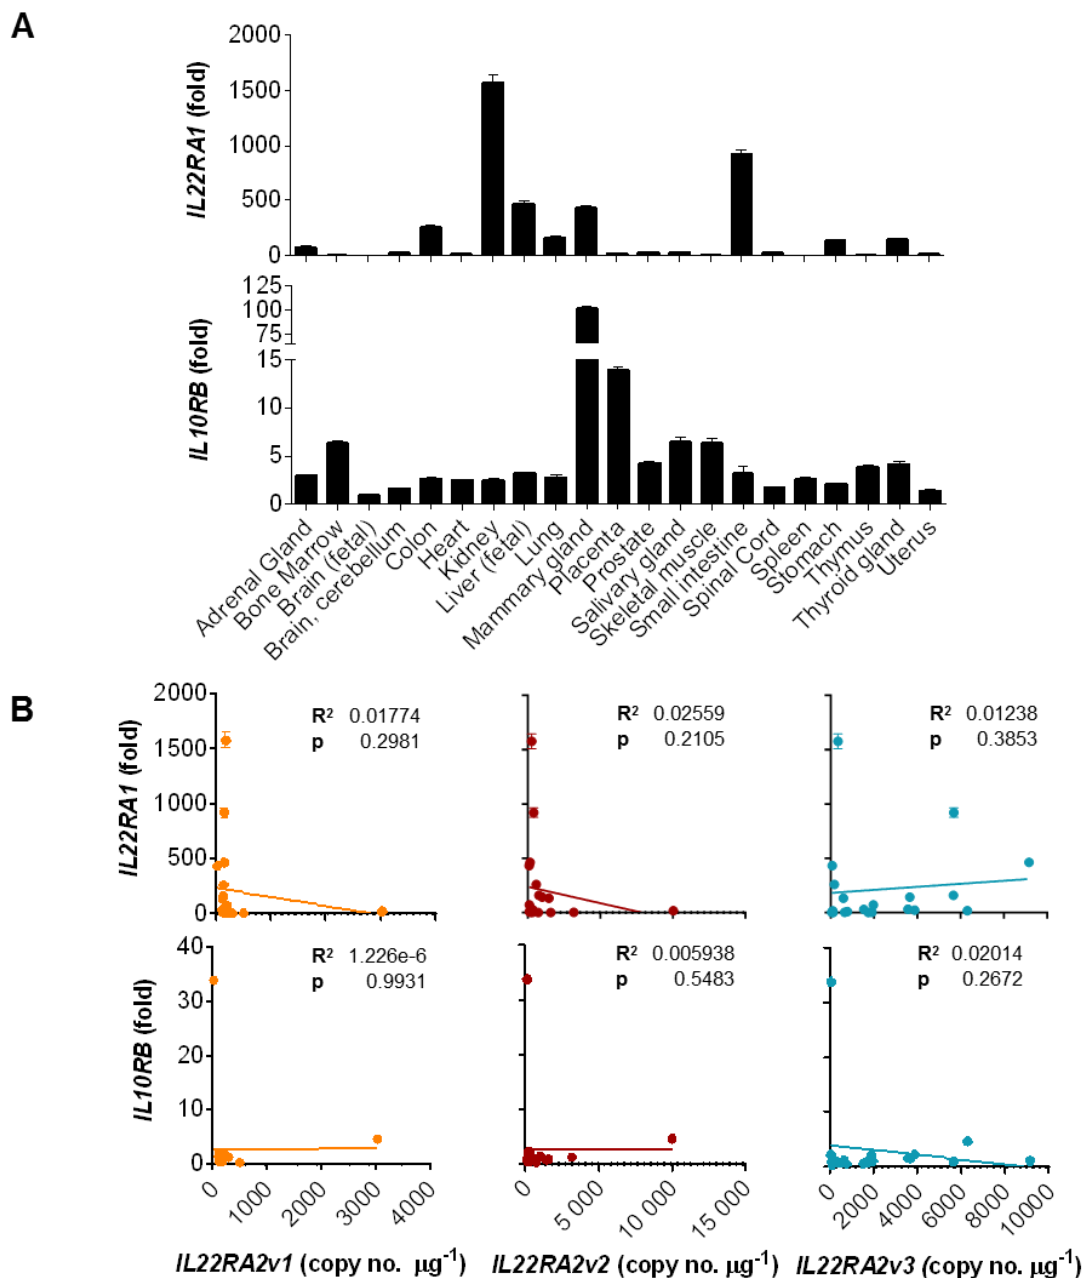 A
2000
1500
1000
500
0
IL22RA1 (fold)
125
100
75
15
10
5
0
IL10RB (fold)
Adrenal Gland
Bone Marrow
Brain (fetal)
Brain, cerebellum
Colon
Heart
Kidney
Liver (fetal)
Lung
Mammary gland
Placenta
Prostate
Salivary gland
Skeletal muscle
Small intestine
Spinal Cord
Spleen
Stomach
Thymus
Thyroid gland
Uterus
B
2000
1500
1000
500
0
IL22RA1 (fold)
R² 0.01774
p 0.2981
R² 0.02559
p 0.2105
R² 0.01238
p 0.3853
40
30
20
10
0
IL10RB (fold)
R² 1.226e-6
p 0.9931
R² 0.005938
p 0.5483
R² 0.02014
p 0.2672
0 1000 2000 3000 4000
0 5 000 10 000 15 000
0 2000 4000 6000 8000 10000
IL22RA2v1 (copy no. µg⁻¹)
IL22RA2v2 (copy no. µg⁻¹)
IL22RA2v3 (copy no. µg⁻¹)